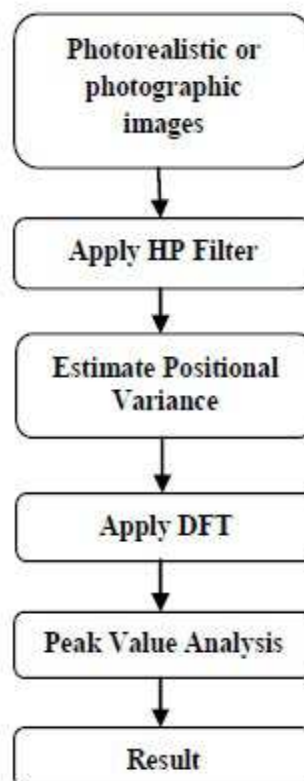 Photorealistic or
photographic
images
Apply HP Filter
Estimate Positional
Variance
Apply DFT
Peak Value Analysis
Result